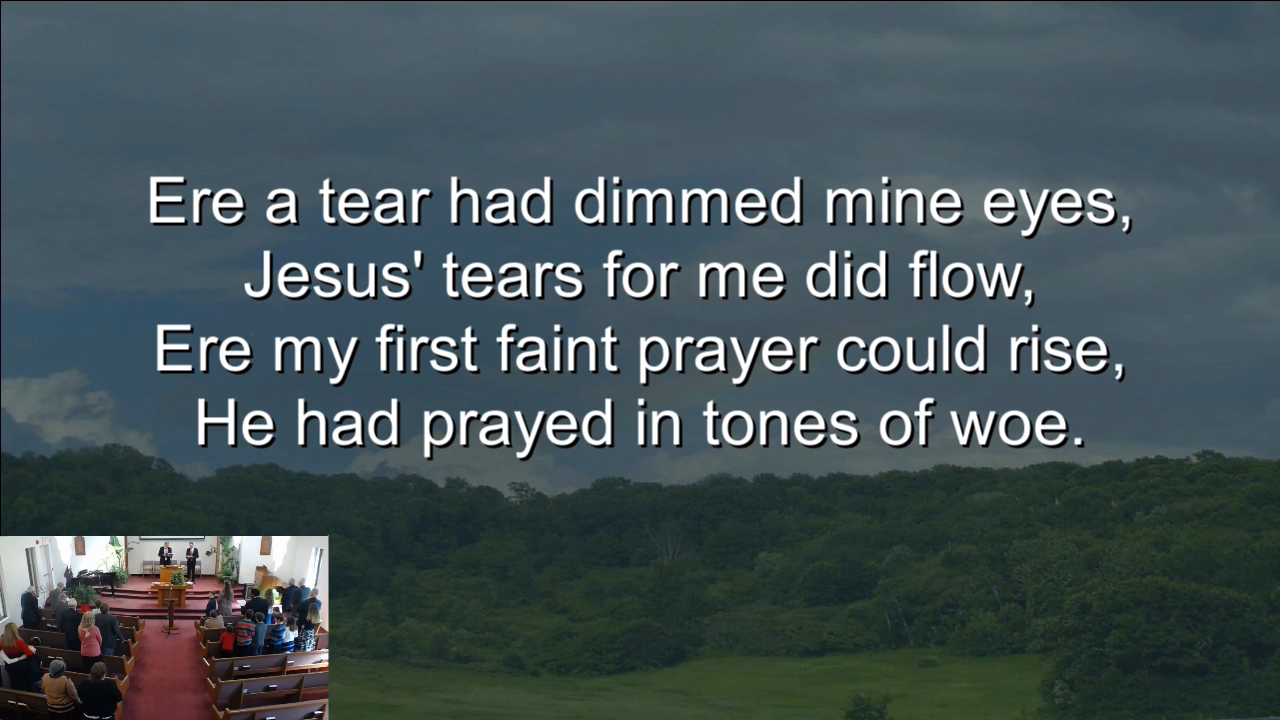 Ere a tear had dimmed mine eyes,
Jesus' tears for me did flow,
Ere my first faint prayer could rise,
He had prayed in tones of woe.